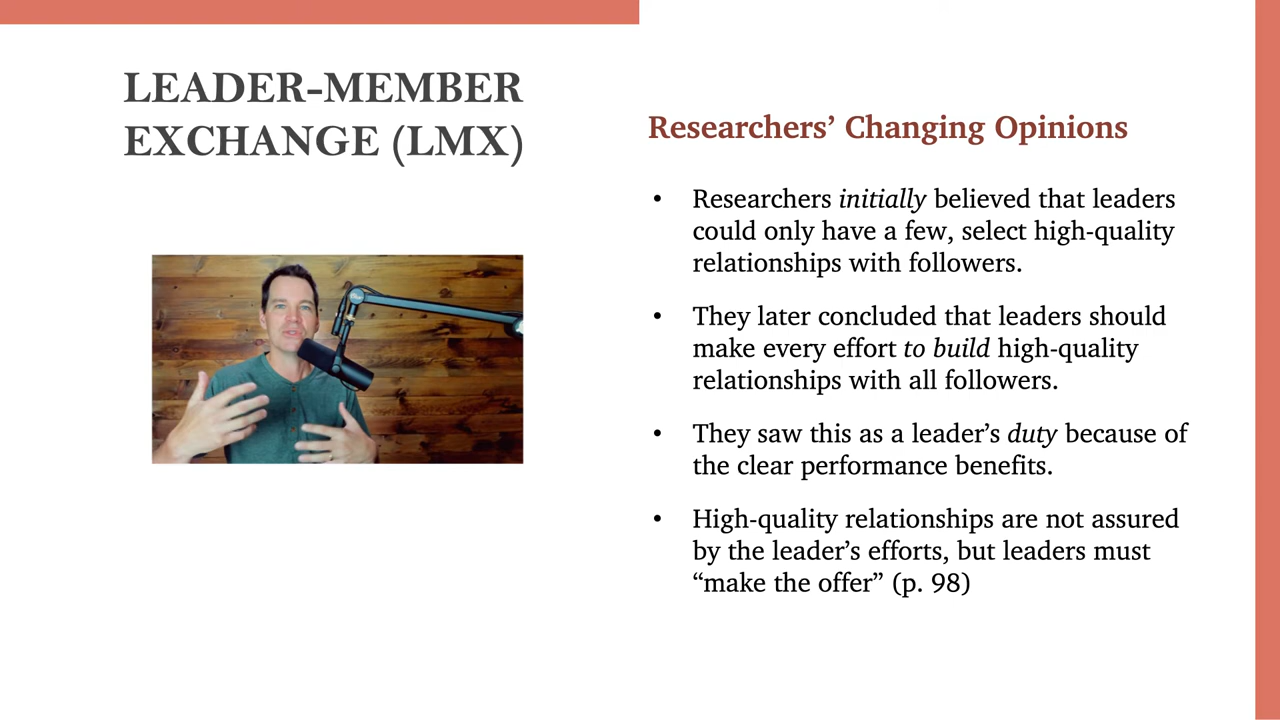 LEADER-MEMBER
EXCHANGE (LMX)
Researchers’ Changing Opinions
• Researchers initially believed that leaders
could only have a few, select high-quality
relationships with followers.
• They later concluded that leaders should
make every effort to build high-quality
relationships with all followers.
• They saw this as a leader’s duty because of
the clear performance benefits.
• High-quality relationships are not assured
by the leader’s efforts, but leaders must
“make the offer” (p. 98)